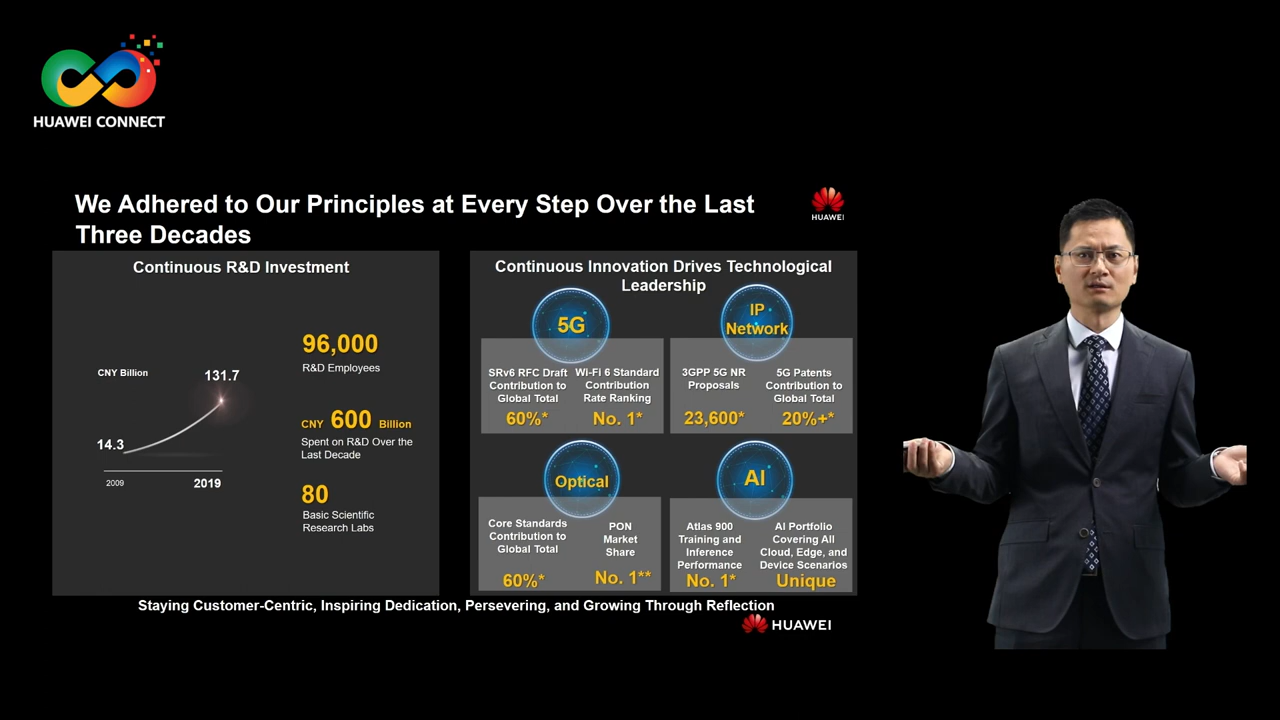 HUAWEI CONNECT
We Adhered to Our Principles at Every Step Over the Last
Three Decades
HUAWEI
Continuous R&D Investment
CNY Billion
131.7
14.3
2009
2019
96,000
R&D Employees
CNY 600 Billion
Spent on R&D Over the
Last Decade
80
Basic Scientific
Research Labs
Continuous Innovation Drives Technological
Leadership
5G
SRv6 RFC Draft
Contribution to
Global Total
60%*
Wi-Fi 6 Standard
Contribution
Rate Ranking
No. 1*
IP
Network
3GPP 5G NR
Proposals
23,600*
5G Patents
Contribution to
Global Total
20%+*
Optical
Core Standards
Contribution to
Global Total
60%*
PON
Market
Share
No. 1**
AI
Atlas 900
Training and
Inference
Performance
No. 1*
AI Portfolio
Covering All
Cloud, Edge, and
Device Scenarios
Unique
Staying Customer-Centric, Inspiring Dedication, Persevering, and Growing Through Reflection
HUAWEI